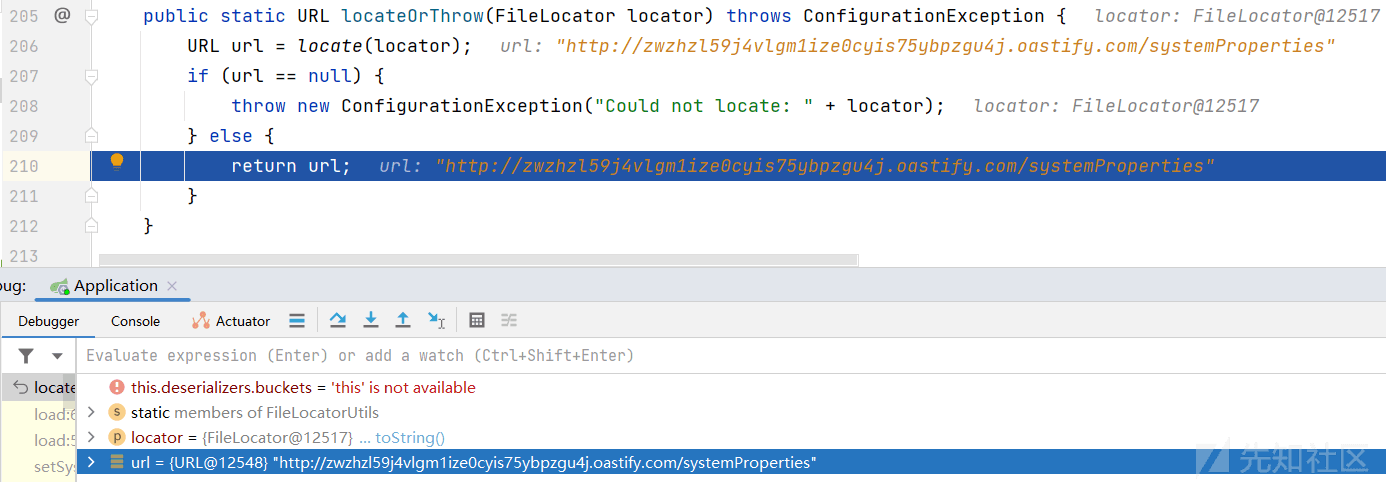 205 @ public static URL locateOrThrow(FileLocator locator) throws ConfigurationException { locator: FileLocator@12517
206 URL url = locate(locator); url: "http://zwzhzl59j4vlgm1ize0cyis75ybpzgu4j.oastify.com/systemProperties"
207 if (url == null) {
208 throw new ConfigurationException("Could not locate: " + locator); locator: FileLocator@12517
209 } else {
210 return url; url: "http://zwzhzl59j4vlgm1ize0cyis75ybpzgu4j.oastify.com/systemProperties"
211 }
212 }
213
bug: Application ×
Debugger Console Actuator
Evaluate expression (Enter) or add a watch (Ctrl+Shift+Enter)
locate
this.deserializers.buckets = 'this' is not available
load:6
s static members of FileLocatorUtils
load:5
p locator = {FileLocator@12517} ... toString()
setSy
url = {URL@12548} "http://zwzhzl59j4vlgm1ize0cyis75ybpzgu4j.oastify.com/systemProperties"
先知社区